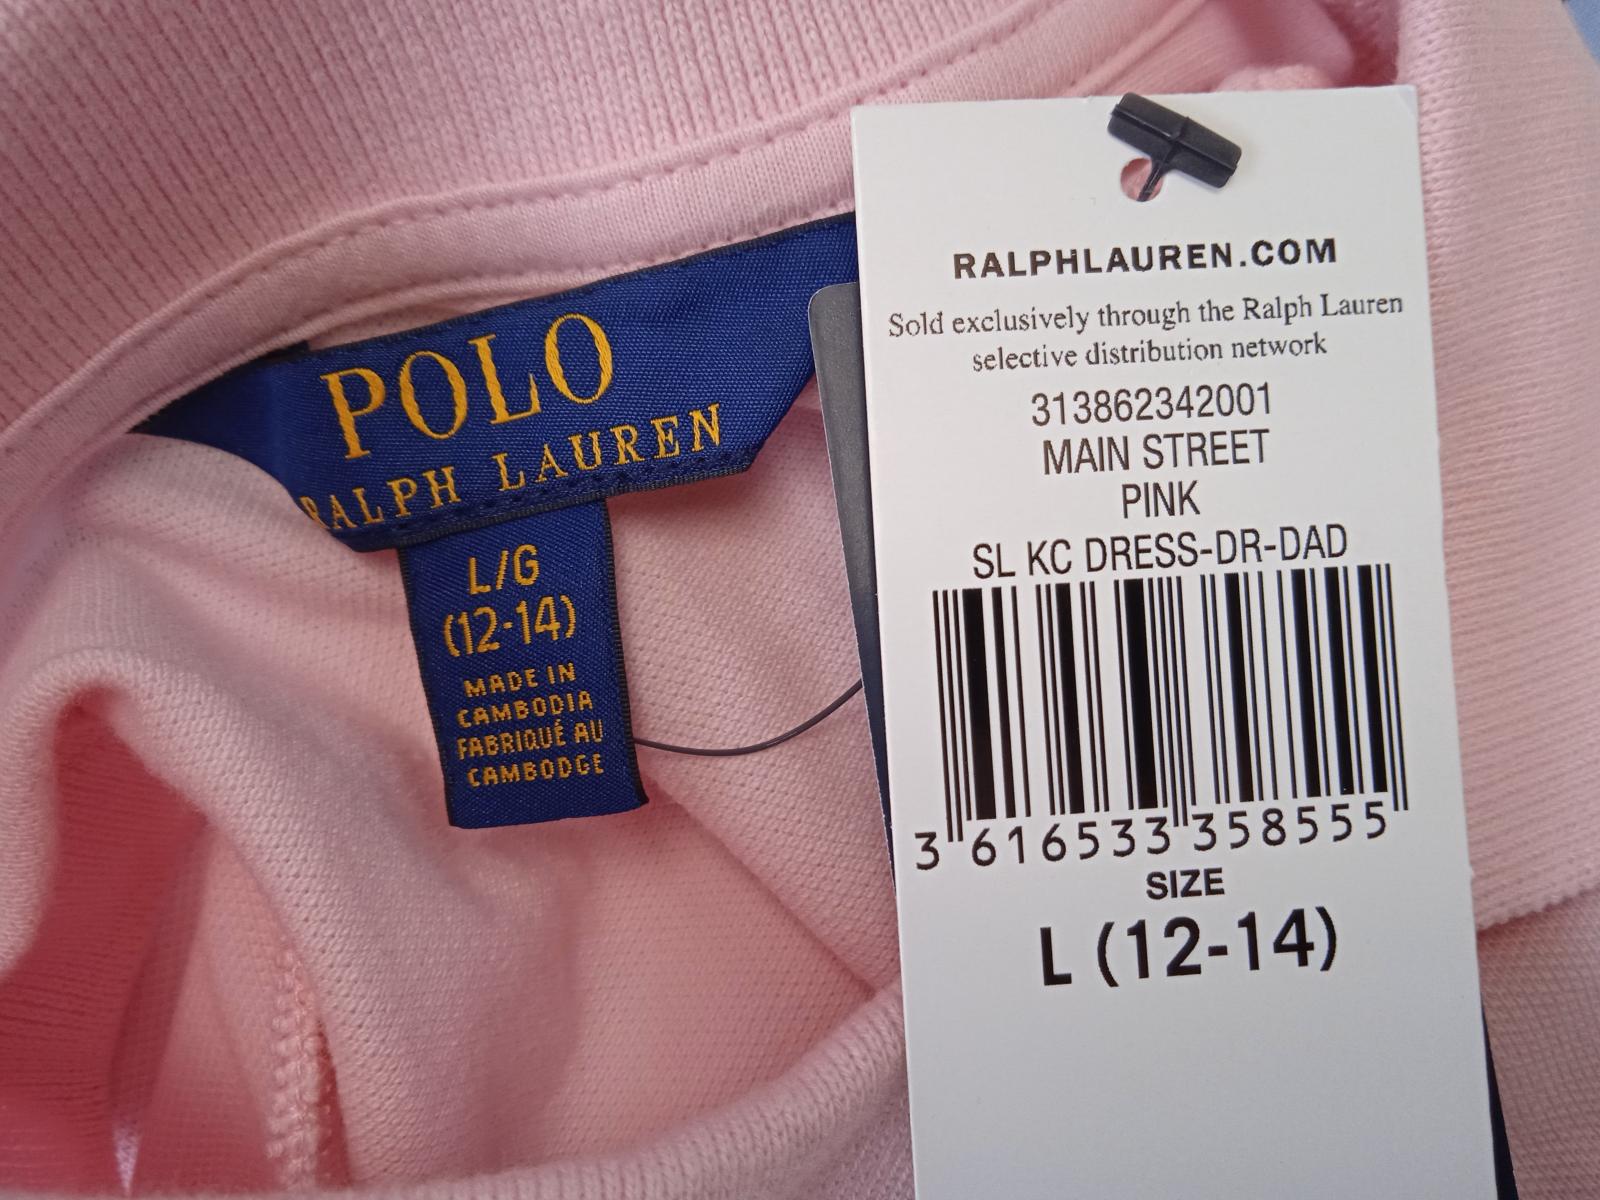 POLO
RALPH LAUREN
L/G
(12-14)
MADE IN
CAMBODIA
FABRIQUÉ AU
CAMBODGE
RALPHLAUREN.COM
Sold exclusively through the Ralph Lauren
selective distribution network
313862342001
MAIN STREET
PINK
SL KC DRESS-DR-DAD
3 616533 358555
SIZE
L (12-14)